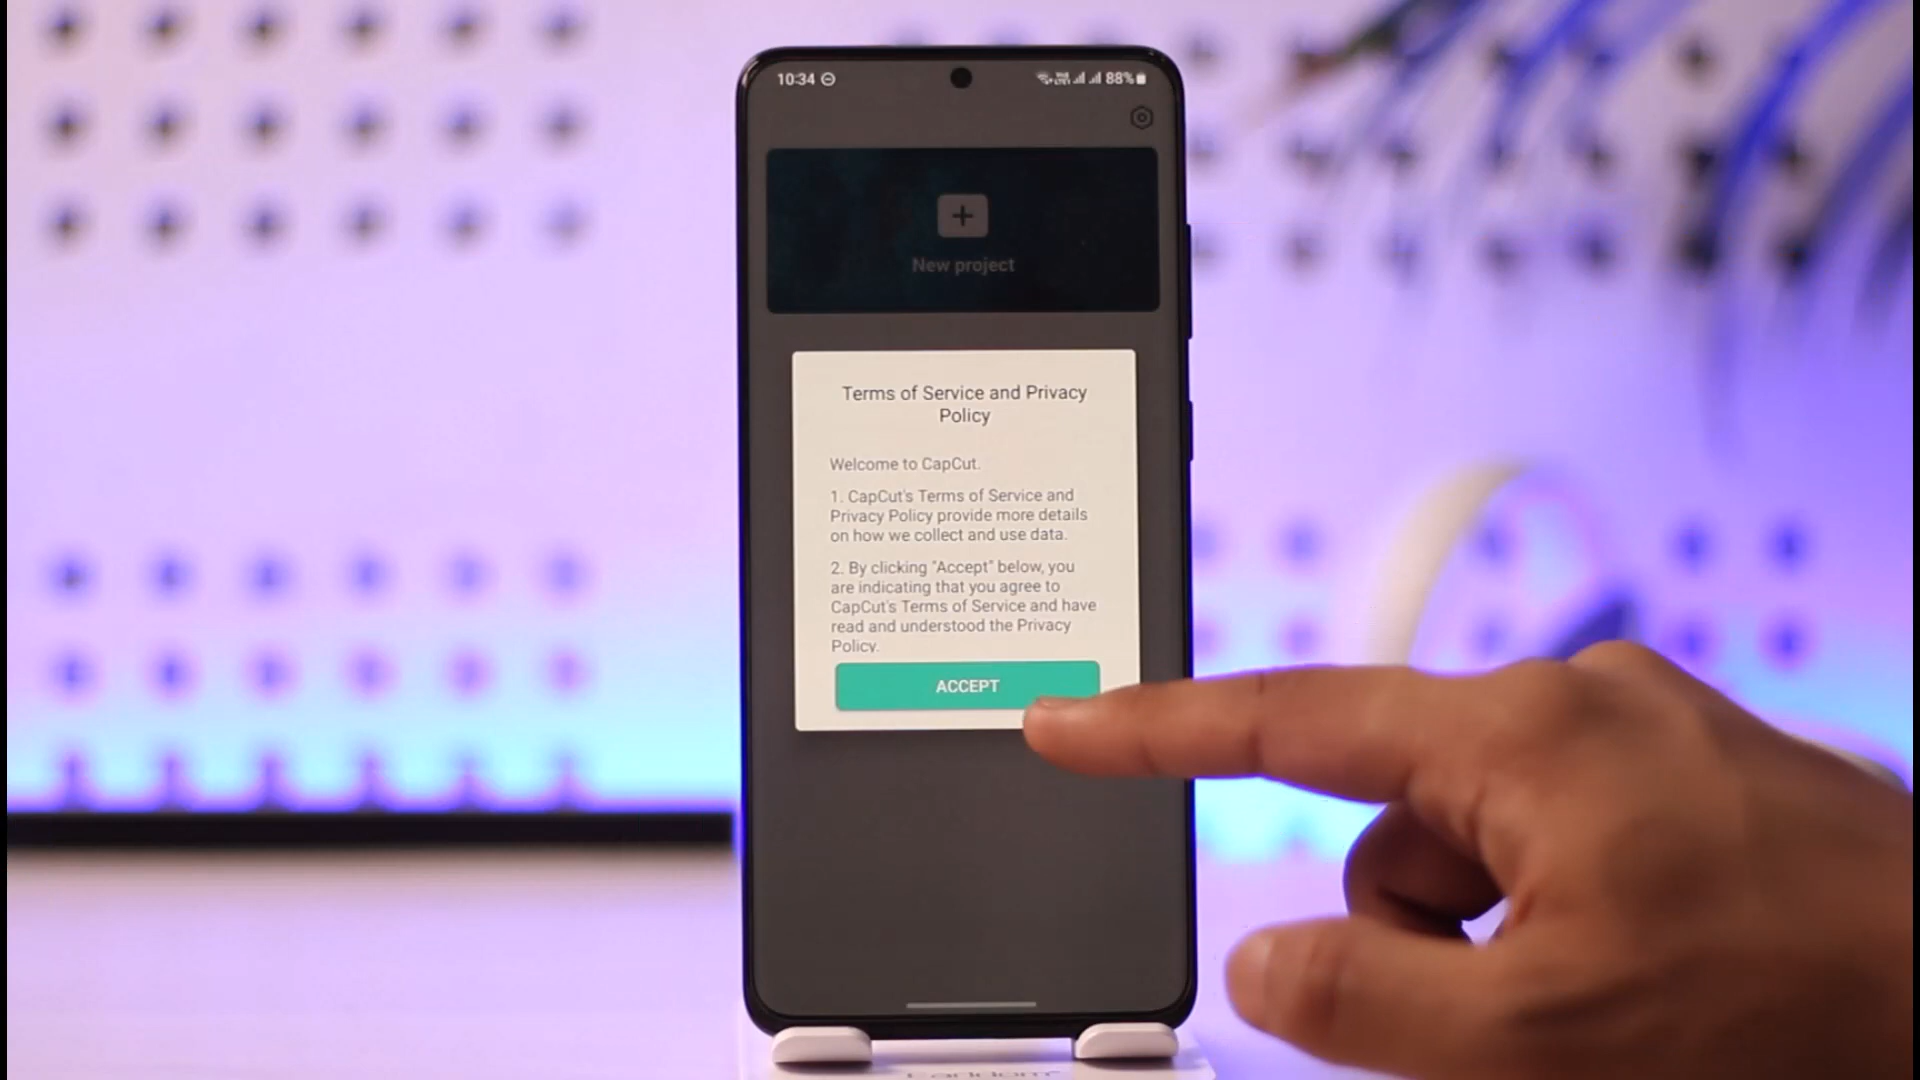 10:34
88%
New project
Terms of Service and Privacy
Policy
Welcome to CapCut.
1. CapCut's Terms of Service and
Privacy Policy provide more details
on how we collect and use data.
2. By clicking "Accept" below, you
are indicating that you agree to
CapCut's Terms of Service and have
read and understood the Privacy
Policy.
ACCEPT